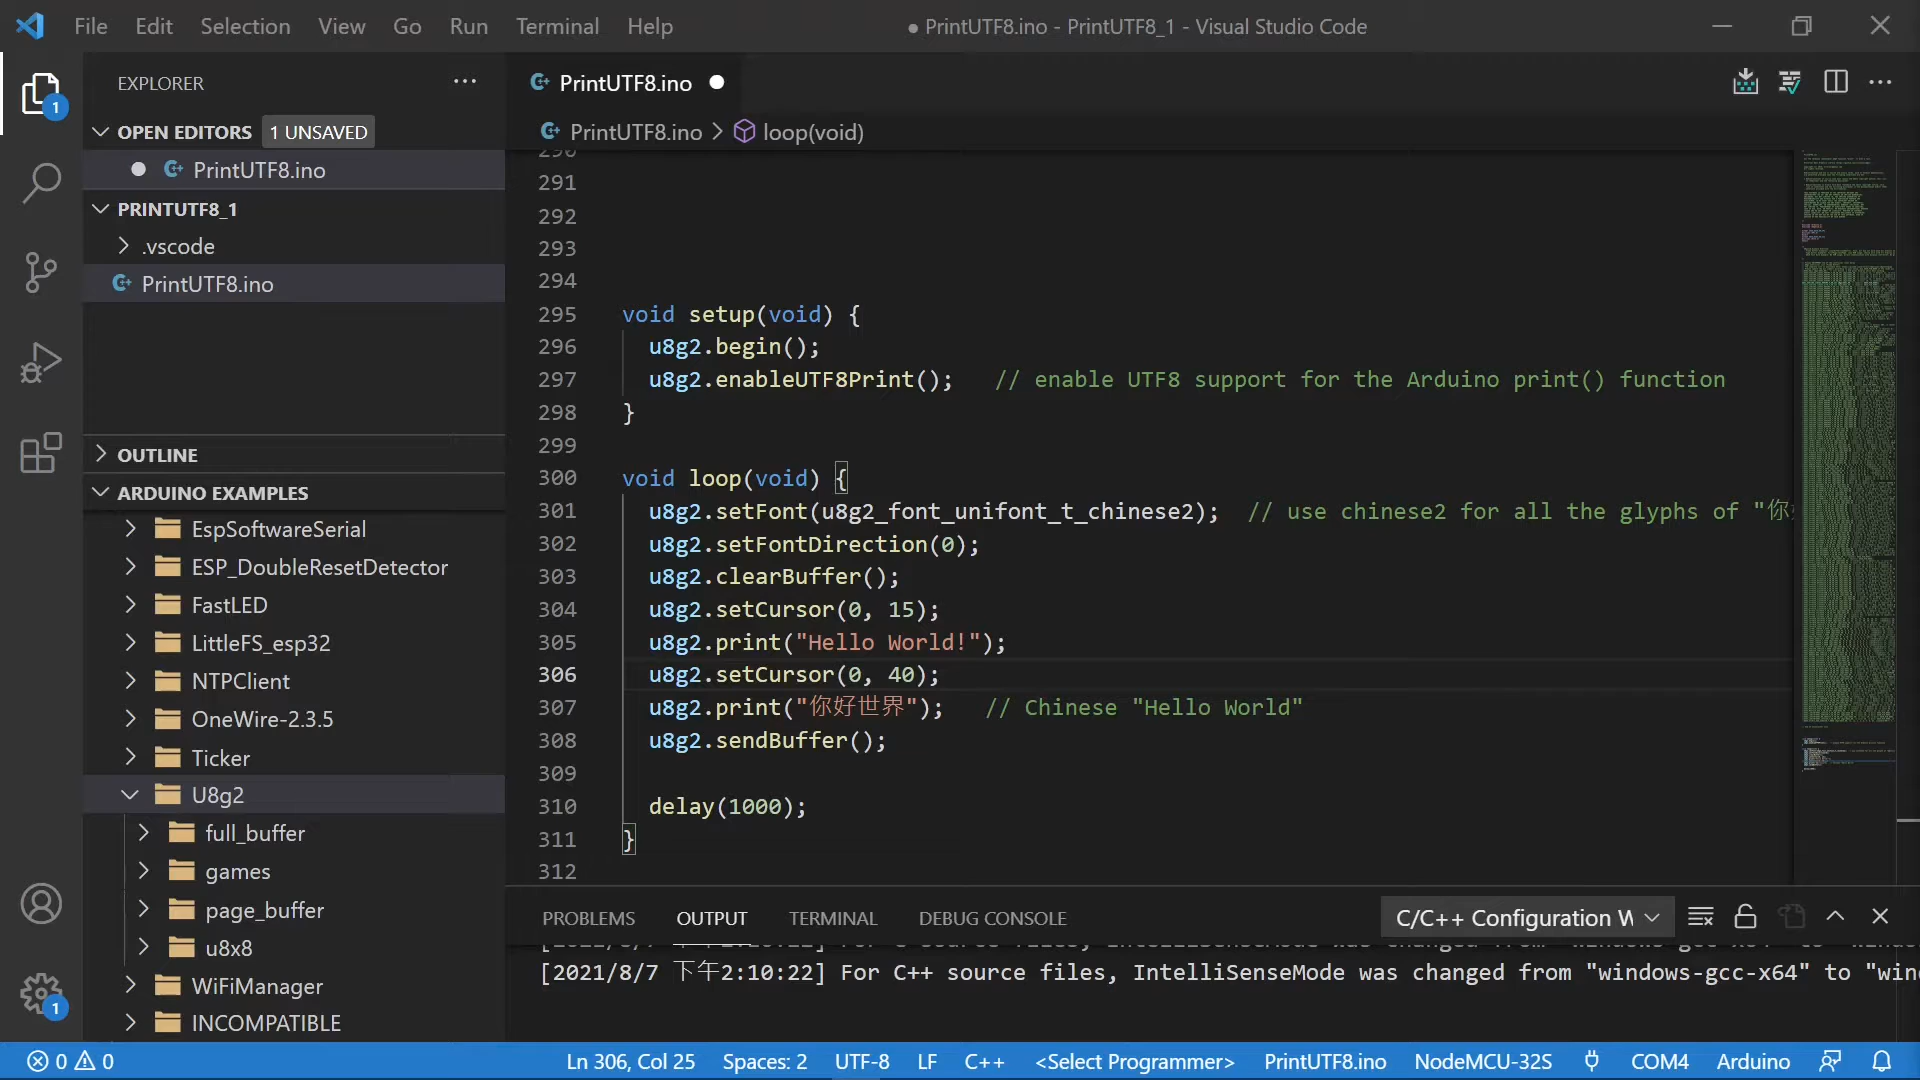 File Edit Selection View Go Run Terminal Help
● PrintUTF8.ino - PrintUTF8_1 - Visual Studio Code
EXPLORER
1
OPEN EDITORS 1 UNSAVED
PrintUTF8.ino
PRINTUTF8_1
.vscode
PrintUTF8.ino
OUTLINE
ARDUINO EXAMPLES
EspSoftwareSerial
ESP_DoubleResetDetector
FastLED
LittleFS_esp32
NTPClient
OneWire-2.3.5
Ticker
U8g2
full_buffer
games
page_buffer
u8x8
WiFiManager
INCOMPATIBLE
1
PrintUTF8.ino
PrintUTF8.ino > loop(void)
290
291
292
293
294
295 void setup(void) {
296 u8g2.begin();
297 u8g2.enableUTF8Print(); // enable UTF8 support for the Arduino print() function
298 }
299
300 void loop(void) {
301 u8g2.setFont(u8g2_font_unifont_t_chinese2); // use chinese2 for all the glyphs of "你
302 u8g2.setFontDirection(0);
303 u8g2.clearBuffer();
304 u8g2.setCursor(0, 15);
305 u8g2.print("Hello World!");
306 u8g2.setCursor(0, 40);
307 u8g2.print("你好世界"); // Chinese "Hello World"
308 u8g2.sendBuffer();
309
310 delay(1000);
311 }
312
PROBLEMS OUTPUT TERMINAL DEBUG CONSOLE
C/C++ Configuration W
[2021/8/7 下午2:10:22] For C++ source files, IntelliSenseMode was changed from "windows-gcc-x64" to "win
0 0 Ln 306, Col 25 Spaces: 2 UTF-8 LF C++ <Select Programmer> PrintUTF8.ino NodeMCU-32S COM4 Arduino